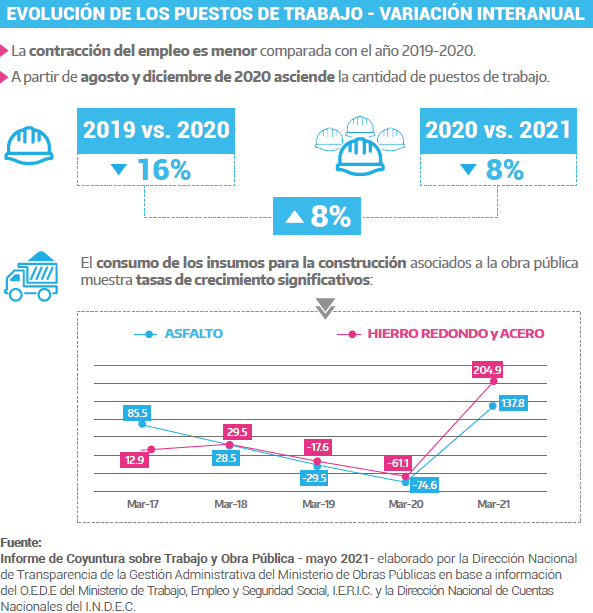 EVOLUCIÓN DE LOS PUESTOS DE TRABAJO - VARIACIÓN INTERANUAL
La contracción del empleo es menor comparada con el año 2019-2020.
A partir de agosto y diciembre de 2020 asciende la cantidad de puestos de trabajo.
2019 vs. 2020
16%
2020 vs. 2021
8%
8%
El consumo de los insumos para la construcción asociados a la obra pública
muestra tasas de crecimiento significativos:
ASFALTO
HIERRO REDONDO y ACERO
204.9
137.8
85.5
29.5
12.9
28.5
-17.6
-29.5
-61.1
-74.6
Mar-17 Mar-18 Mar-19 Mar-20 Mar-21
Fuente:
Informe de Coyuntura sobre Trabajo y Obra Pública - mayo 2021- elaborado por la Dirección Nacional
de Transparencia de la Gestión Administrativa del Ministerio de Obras Públicas en base a información
del O.E.D.E del Ministerio de Trabajo, Empleo y Seguridad Social, I.E.R.I.C. y la Dirección Nacional de Cuentas
Nacionales del I.N.D.E.C.